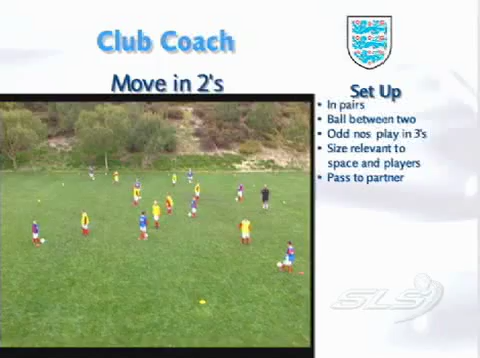 Club Coach
Move in 2's
Set Up
• In pairs
• Ball between two
• Odd nos play in 3's
• Size relevant to
space and players
• Pass to partner
SLS